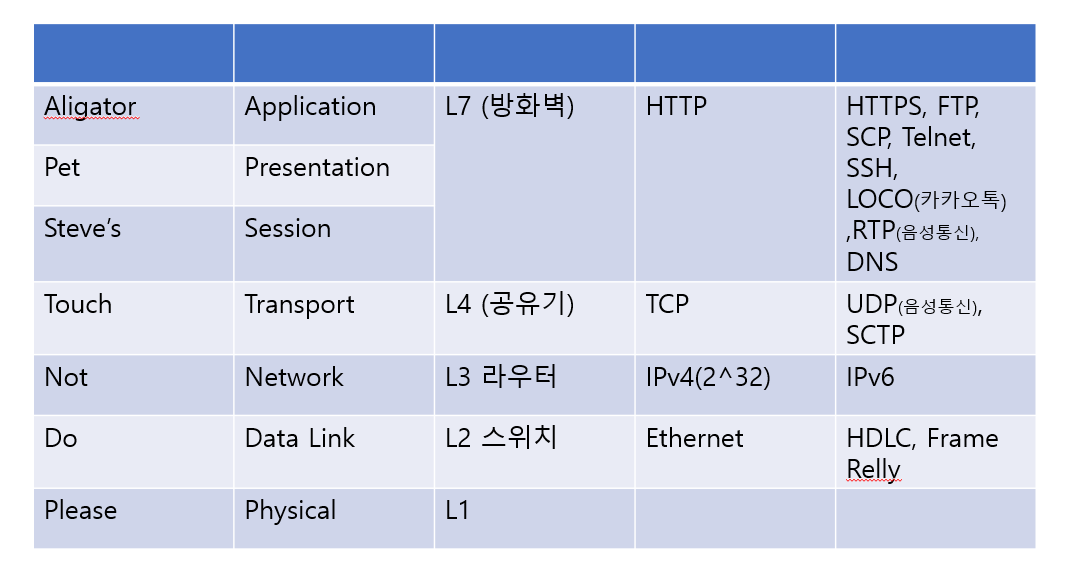 Aligator
Application
L7 (방화벽)
HTTP
HTTPS, FTP,
SCP, Telnet,
SSH,
LOCO(카카오톡)
,RTP(음성통신),
DNS
Pet
Presentation
Steve's
Session
Touch
Transport
L4 (공유기)
TCP
UDP(음성통신),
SCTP
Not
Network
L3 라우터
IPv4(2^32)
IPv6
Do
Data Link
L2 스위치
Ethernet
HDLC, Frame
Relly
Please
Physical
L1